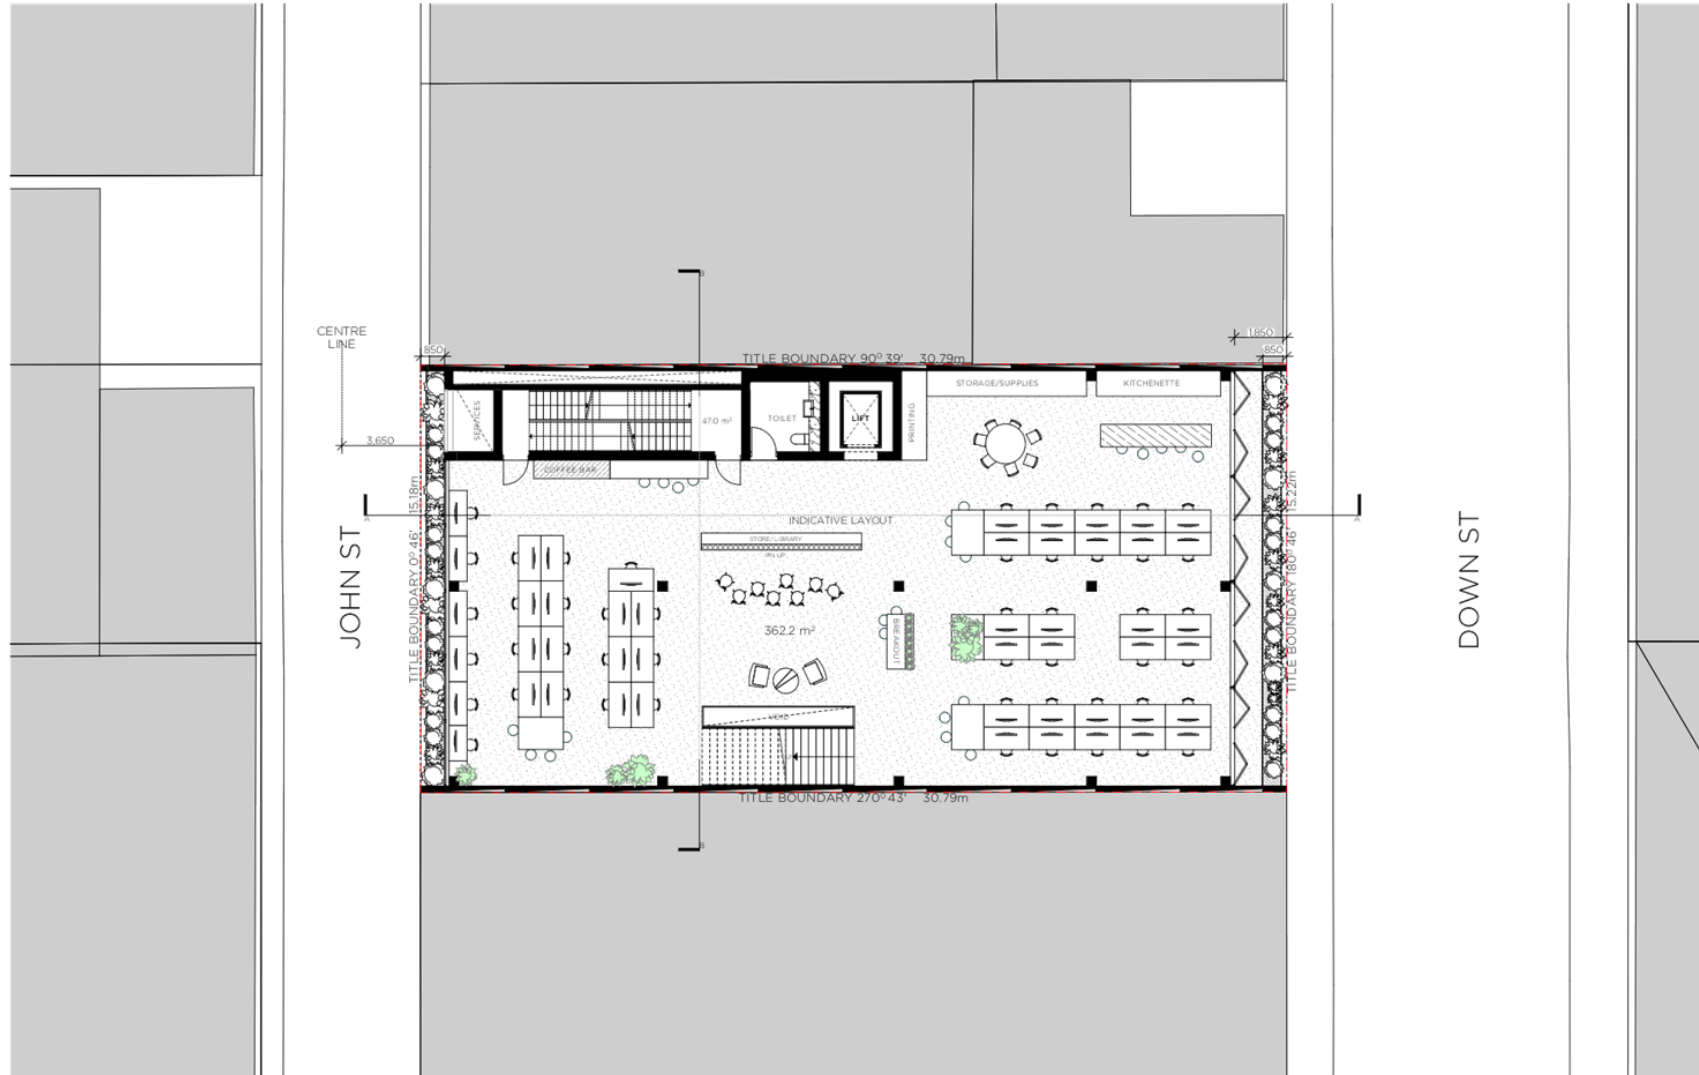 CENTRE
LINE
850
1,850
850
TITLE BOUNDARY 90° 39'   30.79m
STORAGE/SUPPLIES
KITCHENETTE
SERVICES
47.0 m²
TOILET
LIFT
PRINTING
3,650
COFFEE BAR
B
A
A
INDICATIVE LAYOUT
STORE/LIBRARY
PIN UP
JOHN ST
TITLE BOUNDARY 0° 46'   15.18m
362.2 m²
BREAKOUT
TITLE BOUNDARY 180° 46'   15.22m
DOWN ST
VOID
TITLE BOUNDARY 270° 43'   30.79m
B